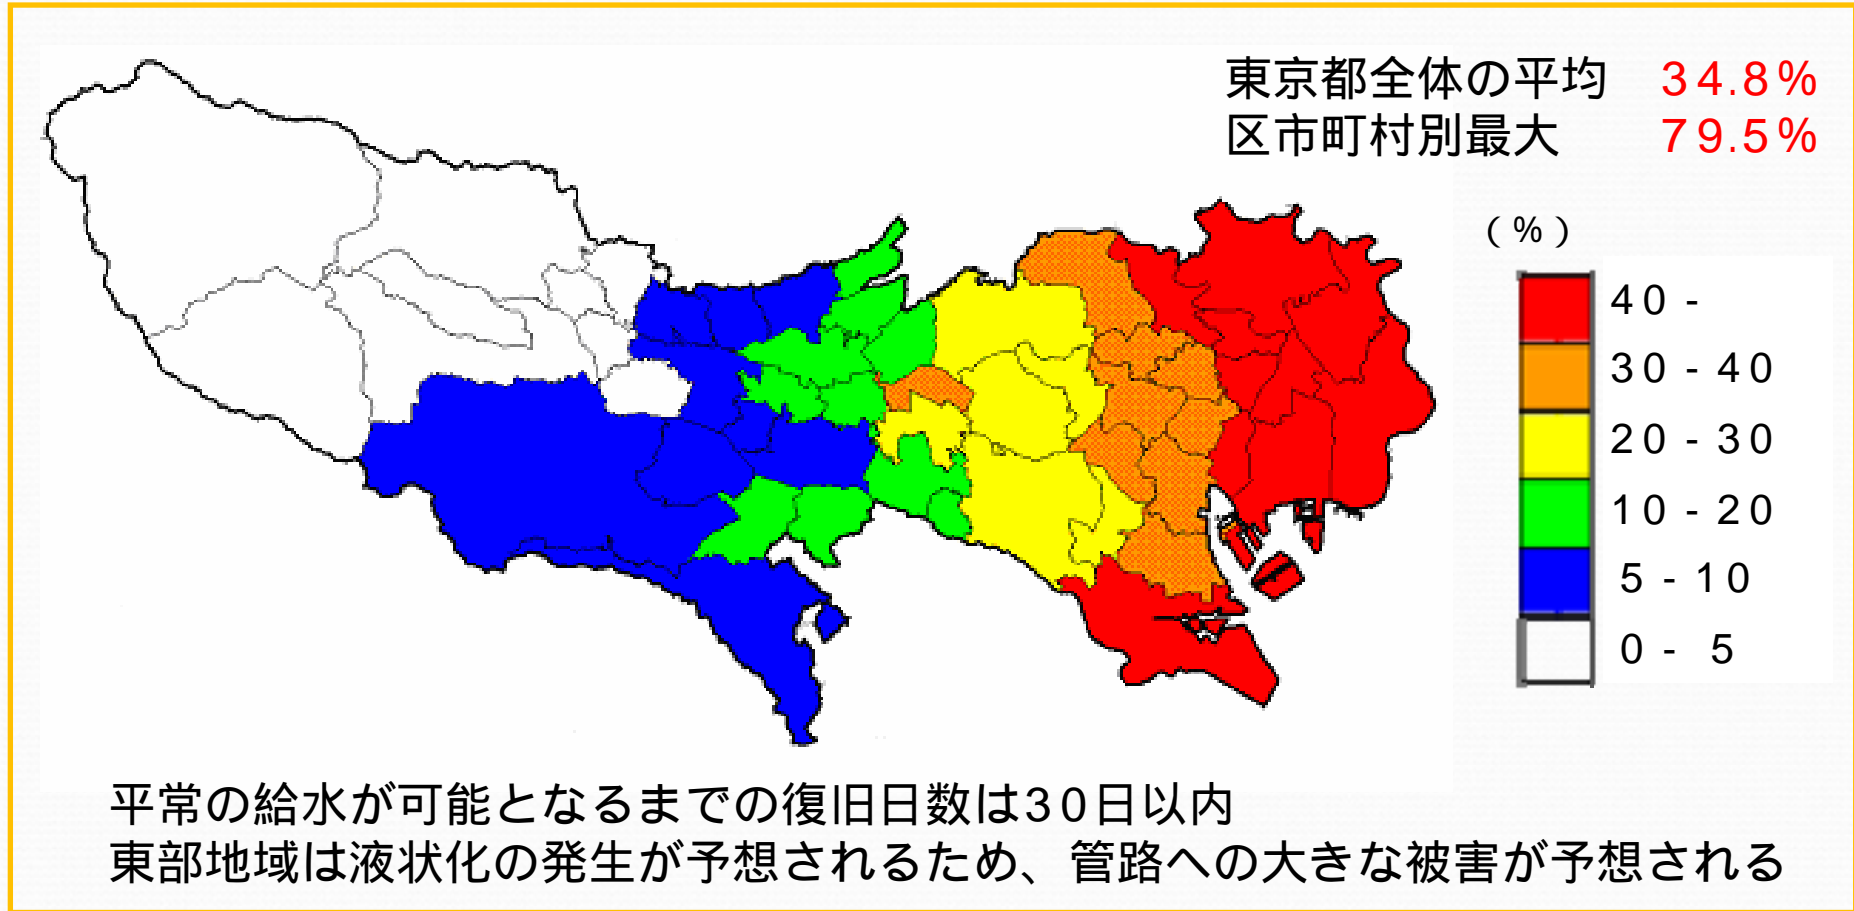 東京都全体の平均 34.8%
区市町村別最大 79.5%
(%)
40 -
30 - 40
20 - 30
10 - 20
5 - 10
0 - 5
平常の給水が可能となるまでの復旧日数は30日以内
東部地域は液状化の発生が予想されるため、管路への大きな被害が予想される